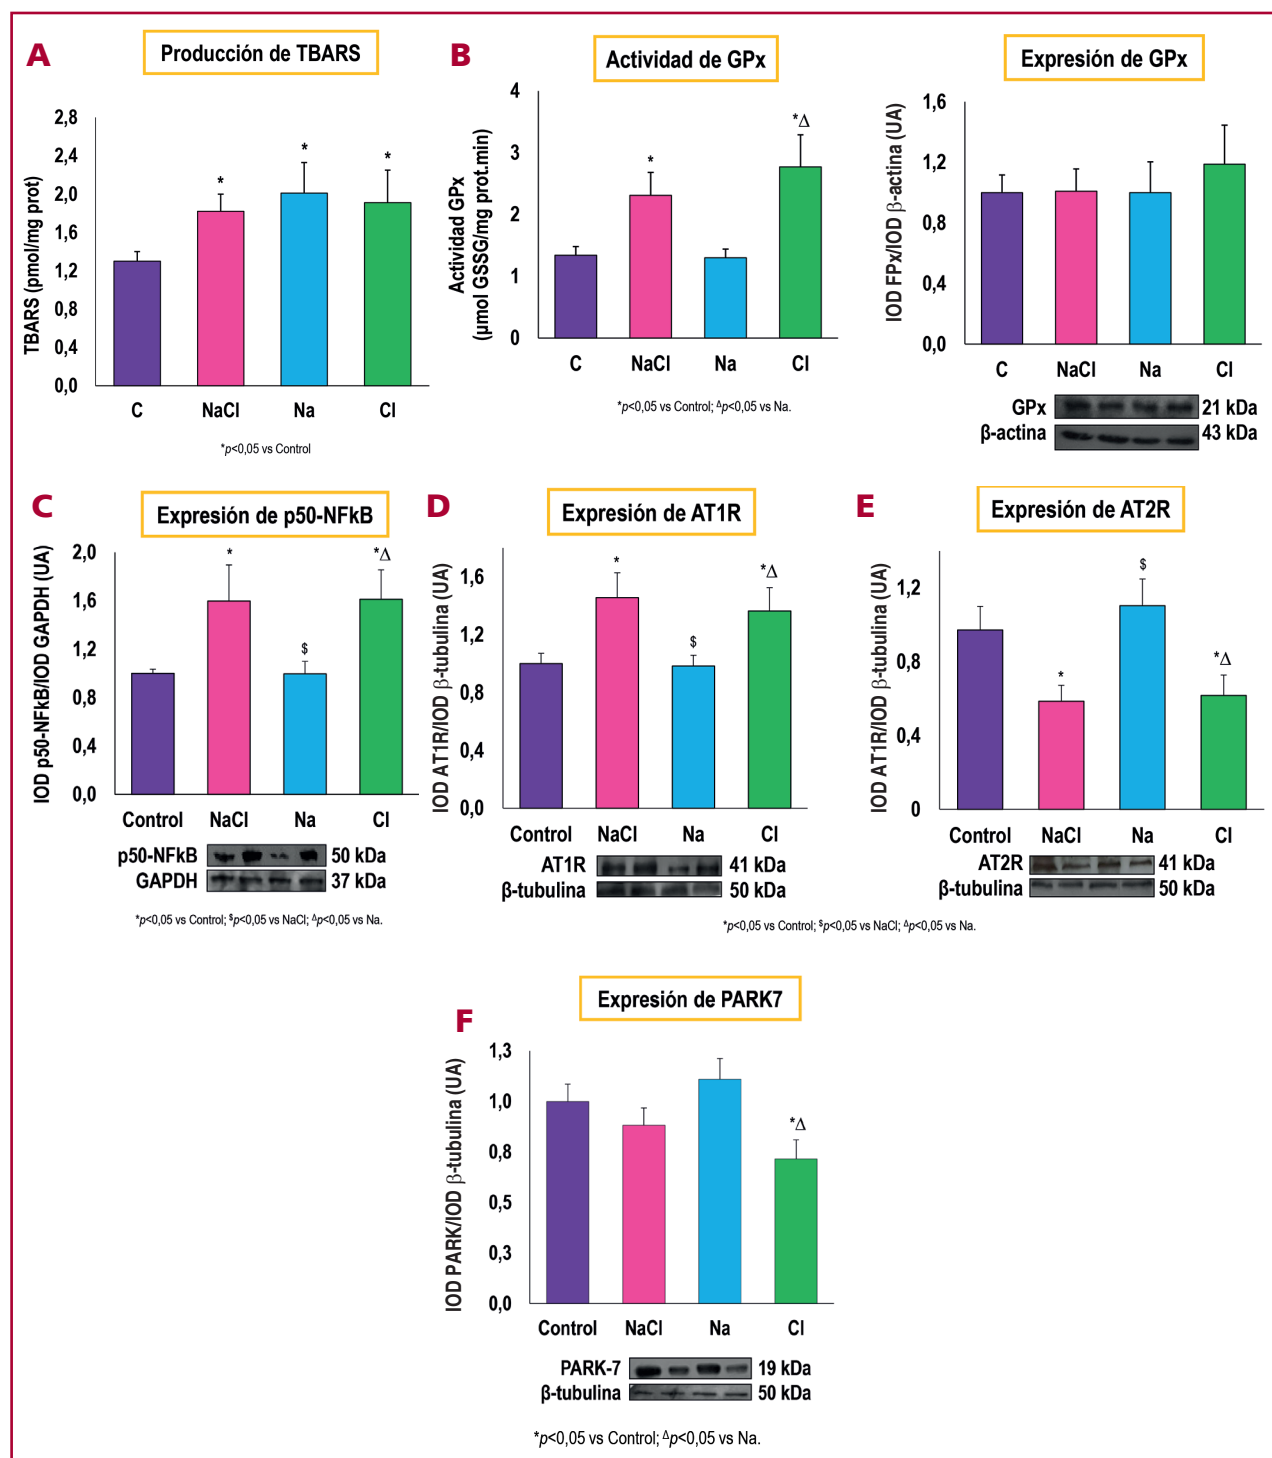 A
Producción de TBARS
TBARS (pmol/mg prot)
2,8
2,4
2,0
1,6
1,2
0,8
0,4
0,0
*
*
*
C NaCl Na Cl
*p<0,05 vs Control
B
Actividad de GPx
Actividad GPx
(μmol GSSG/mg prot.min)
4
3
2
1
0
*
*Δ
C NaCl Na Cl
*p<0,05 vs Control; Δp<0,05 vs Na.
Expresión de GPx
IOD FPx/IOD β-actina (UA)
1,6
1,2
0,8
0,4
0,0
C NaCl Na Cl
GPx 21 kDa
β-actina 43 kDa
C
Expresión de p50-NFkB
IOD p50-NFkB/IOD GAPDH (UA)
2,0
1,6
1,2
0,8
0,4
0,0
*
$
*Δ
Control NaCl Na Cl
p50-NFkB 50 kDa
GAPDH 37 kDa
*p<0,05 vs Control; $p<0,05 vs NaCl; Δp<0,05 vs Na.
D
Expresión de AT1R
IOD AT1R/IOD β-tubulina (UA)
1,6
1,2
0,8
0,4
0,0
*
$
*Δ
Control NaCl Na Cl
AT1R 41 kDa
β-tubulina 50 kDa
E
Expresión de AT2R
IOD AT1R/IOD β-tubulina (UA)
1,2
0,8
0,4
0
*
$
*Δ
Control NaCl Na Cl
AT2R 41 kDa
β-tubulina 50 kDa
*p<0,05 vs Control; $p<0,05 vs NaCl; Δp<0,05 vs Na.
F
Expresión de PARK7
IOD PARK/IOD β-tubulina (UA)
1,3
1,0
0,8
0,5
0,3
0,0
*Δ
Control NaCl Na Cl
PARK-7 19 kDa
β-tubulina 50 kDa
*p<0,05 vs Control; Δp<0,05 vs Na.